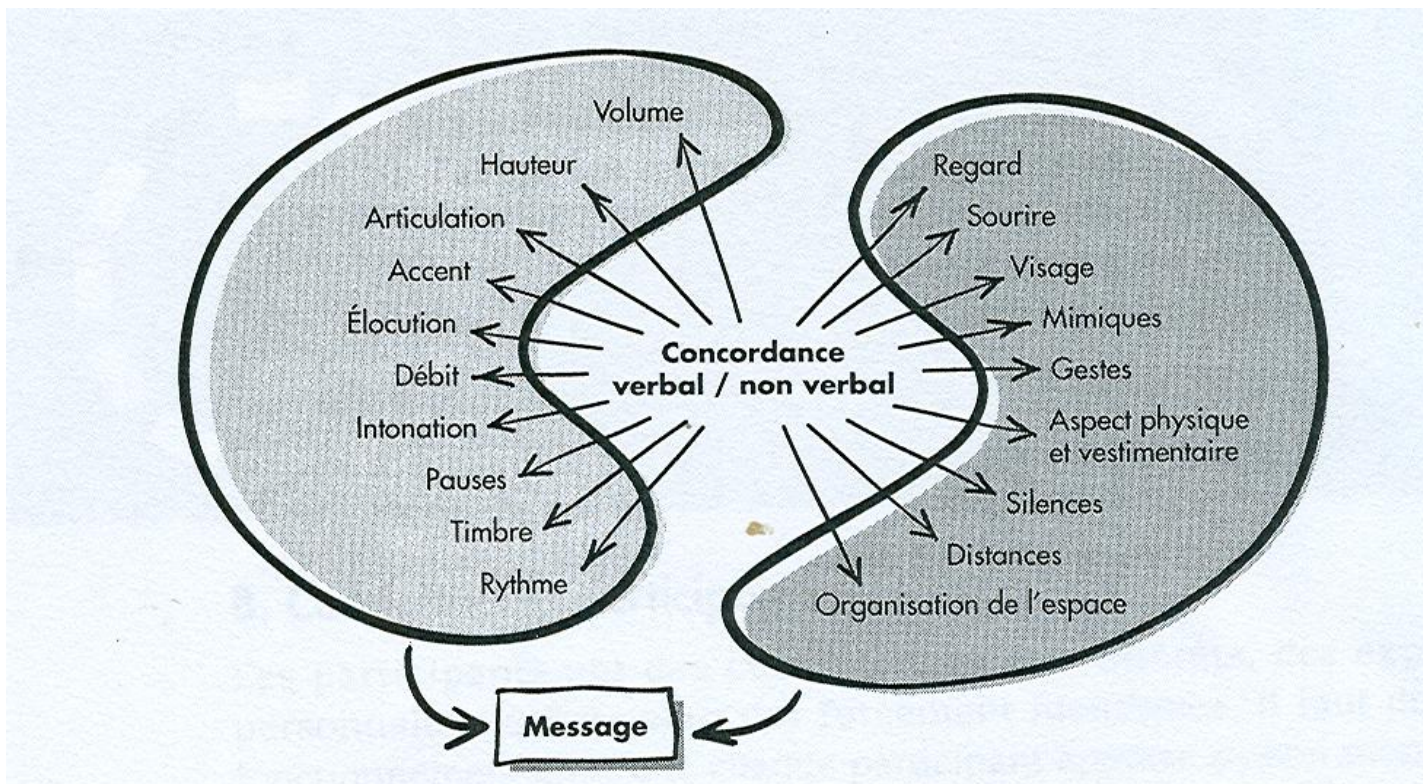 Volume
Hauteur
Articulation
Accent
Élocution
Débit
Intonation
Pauses
Timbre
Rythme
Concordance
verbal / non verbal
Regard
Sourire
Visage
Mimiques
Gestes
Aspect physique
et vestimentaire
Silences
Distances
Organisation de l'espace
Message